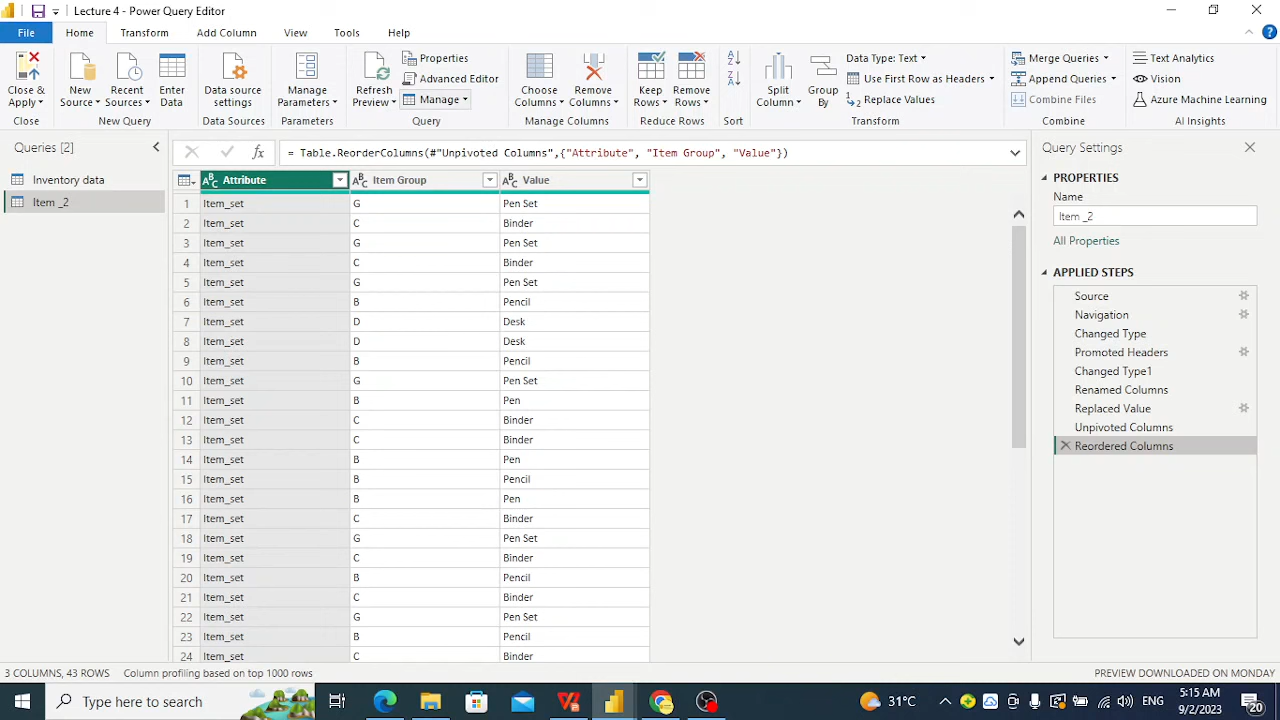 Lecture 4 - Power Query Editor
File Home Transform Add Column View Tools Help
Close & Apply
New Source
Recent Sources
Enter Data
Data source settings
Manage Parameters
Refresh Preview
Properties
Advanced Editor
Manage
Choose Columns
Remove Columns
Keep Rows
Remove Rows
Split Column
Group By
Data Type: Text
Use First Row as Headers
Replace Values
Merge Queries
Append Queries
Combine Files
Text Analytics
Vision
Azure Machine Learning
Close New Query Data Sources Parameters Query Manage Columns Reduce Rows Sort Transform Combine AI Insights
Queries [2]
Inventory data
Item _2
= Table.ReorderColumns(#"Unpivoted Columns",{"Attribute", "Item Group", "Value"})
Attribute Item Group Value
1 Item_set G Pen Set
2 Item_set C Binder
3 Item_set G Pen Set
4 Item_set C Binder
5 Item_set G Pen Set
6 Item_set B Pencil
7 Item_set D Desk
8 Item_set D Desk
9 Item_set B Pencil
10 Item_set G Pen Set
11 Item_set B Pen
12 Item_set C Binder
13 Item_set C Binder
14 Item_set B Pen
15 Item_set B Pencil
16 Item_set B Pen
17 Item_set C Binder
18 Item_set G Pen Set
19 Item_set C Binder
20 Item_set B Pencil
21 Item_set C Binder
22 Item_set G Pen Set
23 Item_set B Pencil
24 Item_set C Binder
Query Settings
PROPERTIES
Name
Item _2
All Properties
APPLIED STEPS
Source
Navigation
Changed Type
Promoted Headers
Changed Type1
Renamed Columns
Replaced Value
Unpivoted Columns
Reordered Columns
3 COLUMNS, 43 ROWS Column profiling based on top 1000 rows
PREVIEW DOWNLOADED ON MONDAY
Type here to search
31°C
ENG
5:15 AM
9/2/2023
20